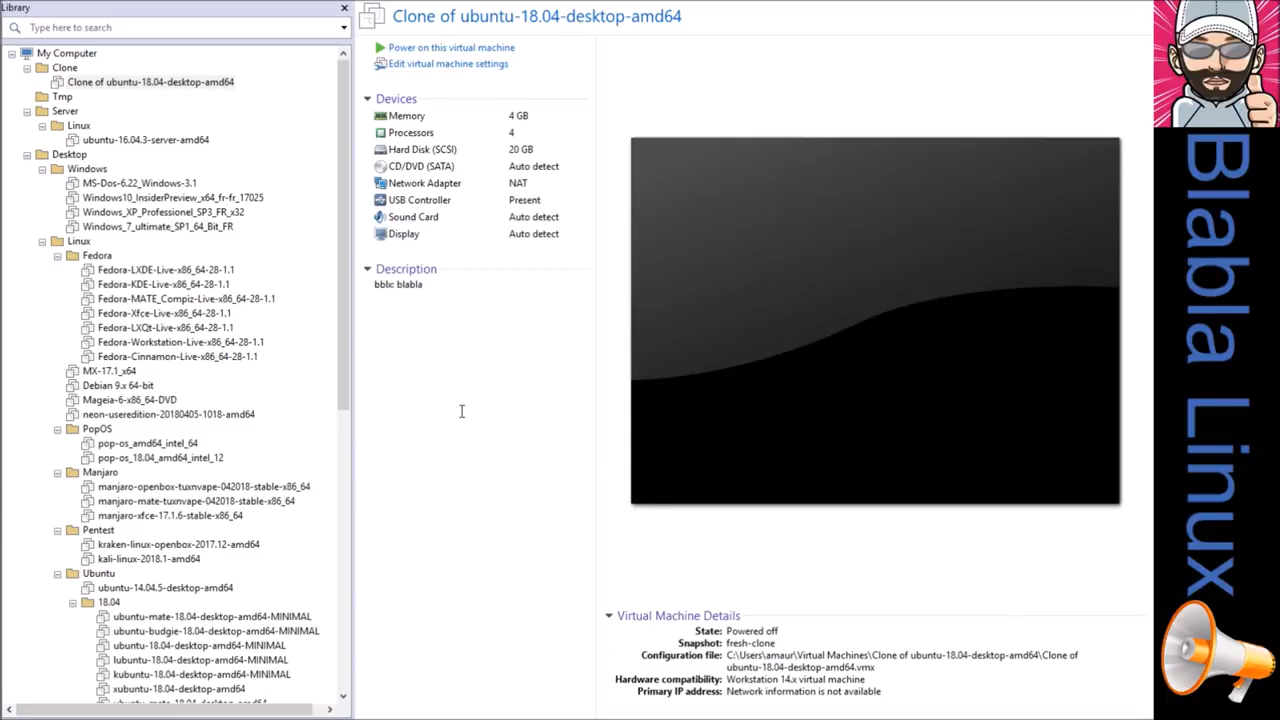 Library
Type here to search
My Computer
Clone
Clone of ubuntu-18.04-desktop-amd64
Tmp
Server
Linux
ubuntu-16.04.3-server-amd64
Desktop
Windows
MS-Dos-6.22_Windows-3.1
Windows10_InsiderPreview_x64_fr-fr_17025
Windows_XP_Professionel_SP3_FR_x32
Windows_7_ultimate_SP1_64_Bit_FR
Linux
Fedora
Fedora-LXDE-Live-x86_64-28-1.1
Fedora-KDE-Live-x86_64-28-1.1
Fedora-MATE_Compiz-Live-x86_64-28-1.1
Fedora-Xfce-Live-x86_64-28-1.1
Fedora-LXQt-Live-x86_64-28-1.1
Fedora-Workstation-Live-x86_64-28-1.1
Fedora-Cinnamon-Live-x86_64-28-1.1
MX-17.1_x64
Debian 9.x 64-bit
Mageia-6-x86_64-DVD
neon-useredition-20180405-1018-amd64
PopOS
pop-os_amd64_intel_64
pop-os_18.04_amd64_intel_12
Manjaro
manjaro-openbox-tuxnvape-042018-stable-x86_64
manjaro-mate-tuxnvape-042018-stable-x86_64
manjaro-xfce-17.1.6-stable-x86_64
Pentest
kraken-linux-openbox-2017.12-amd64
kali-linux-2018.1-amd64
Ubuntu
ubuntu-14.04.5-desktop-amd64
18.04
ubuntu-mate-18.04-desktop-amd64-MINIMAL
ubuntu-budgie-18.04-desktop-amd64-MINIMAL
ubuntu-18.04-desktop-amd64-MINIMAL
lubuntu-18.04-desktop-amd64-MINIMAL
kubuntu-18.04-desktop-amd64-MINIMAL
xubuntu-18.04-desktop-amd64
Clone of ubuntu-18.04-desktop-amd64
Power on this virtual machine
Edit virtual machine settings
Devices
Memory 4 GB
Processors 4
Hard Disk (SCSI) 20 GB
CD/DVD (SATA) Auto detect
Network Adapter NAT
USB Controller Present
Sound Card Auto detect
Display Auto detect
Description
bblx: blabla
Virtual Machine Details
State: Powered off
Snapshot: fresh-clone
Configuration file: C:\Users\amaur\Virtual Machines\Clone of ubuntu-18.04-desktop-amd64\Clone of
ubuntu-18.04-desktop-amd64.vmx
Hardware compatibility: Workstation 14.x virtual machine
Primary IP address: Network information is not available
Blabla Linux